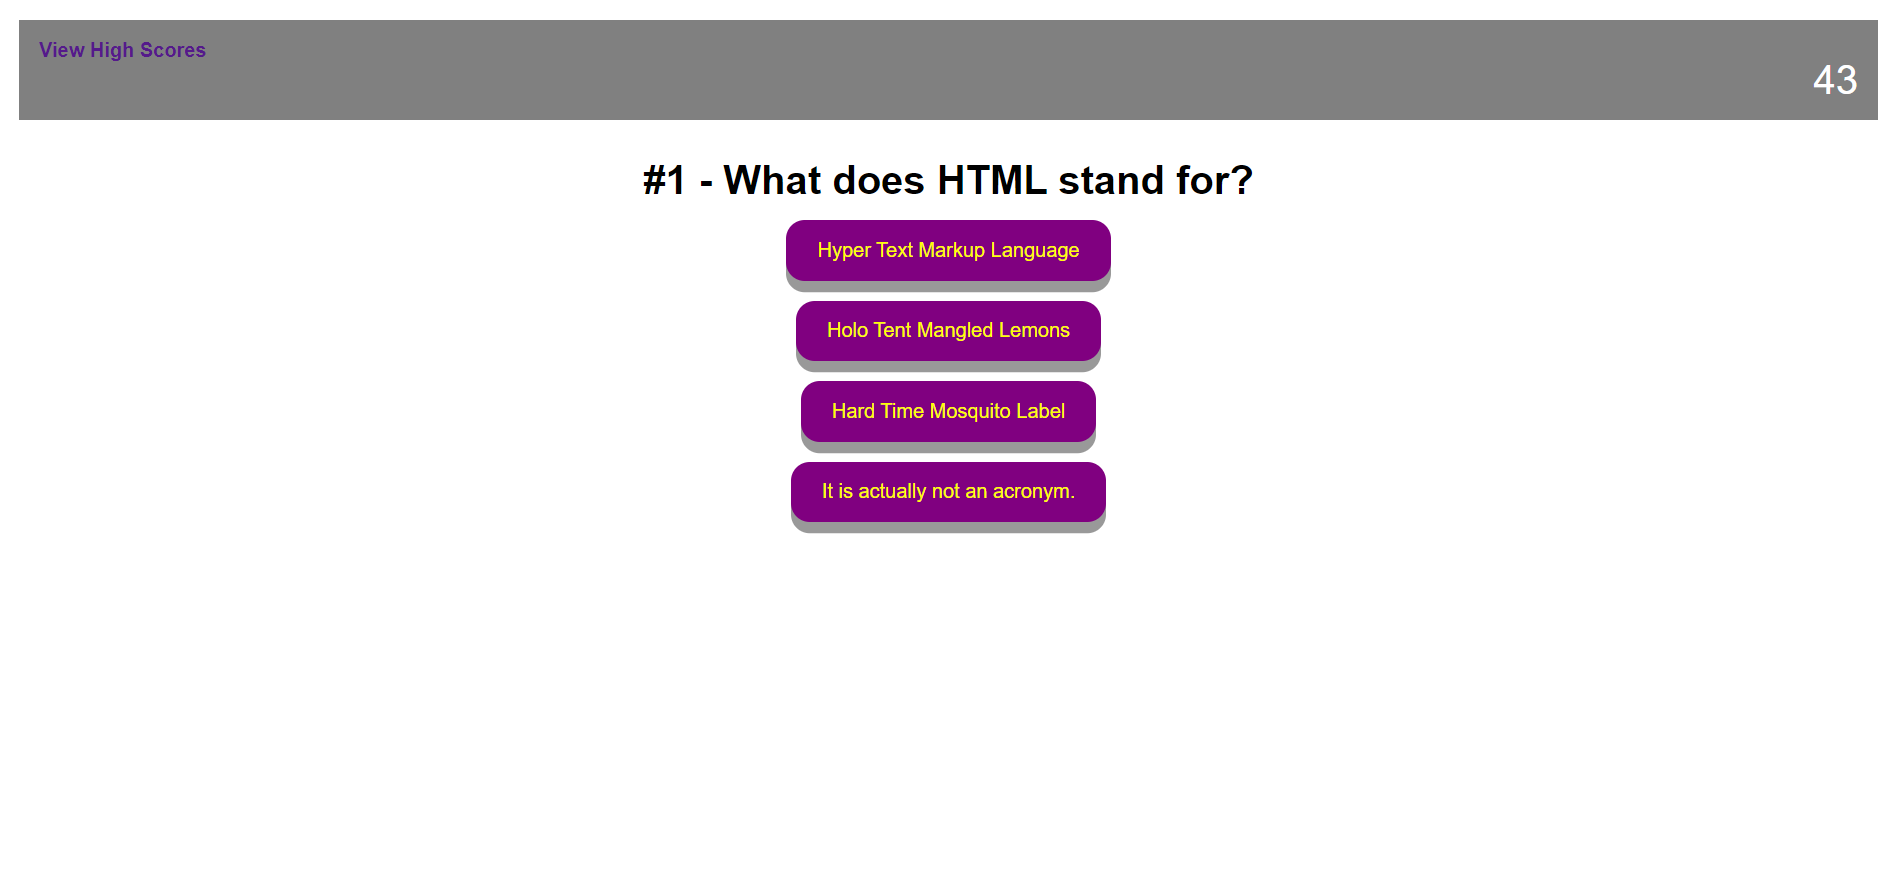 View High Scores
43
#1 - What does HTML stand for?
Hyper Text Markup Language
Holo Tent Mangled Lemons
Hard Time Mosquito Label
It is actually not an acronym.